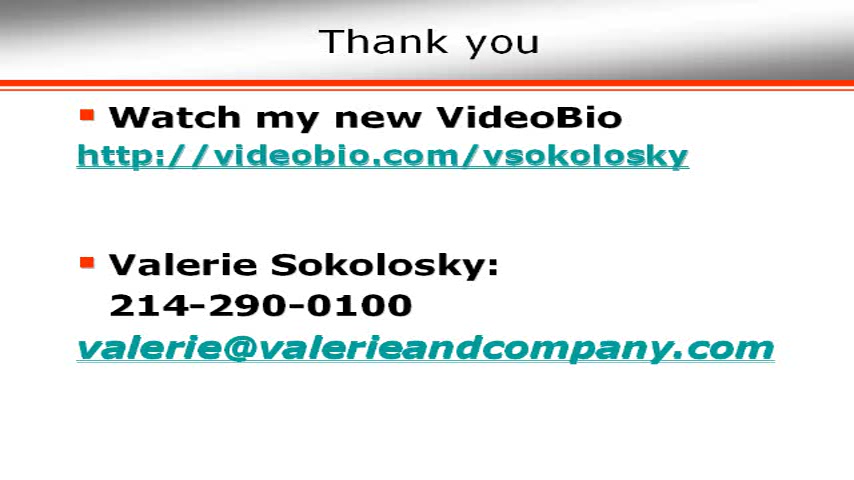 Thank you
Watch my new VideoBio
http://videobio.com/vsokolosky
Valerie Sokolosky:
214-290-0100
valerie@valerieandcompany.com